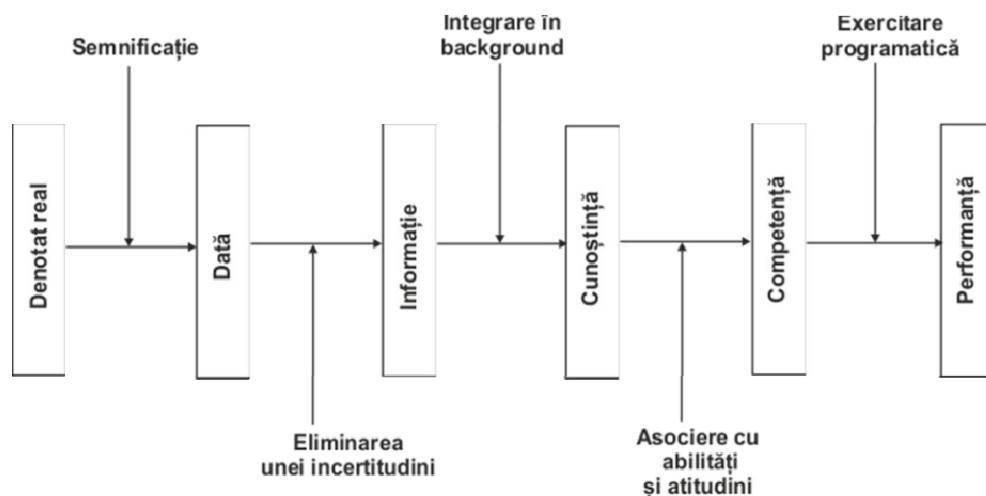 Semnificație
Integrare în
background
Exercitare
programatică
Denotat real
Dată
Informație
Cunoștință
Competență
Performanță
Eliminarea
unei incertitudini
Asociere cu
abilități
și atitudini